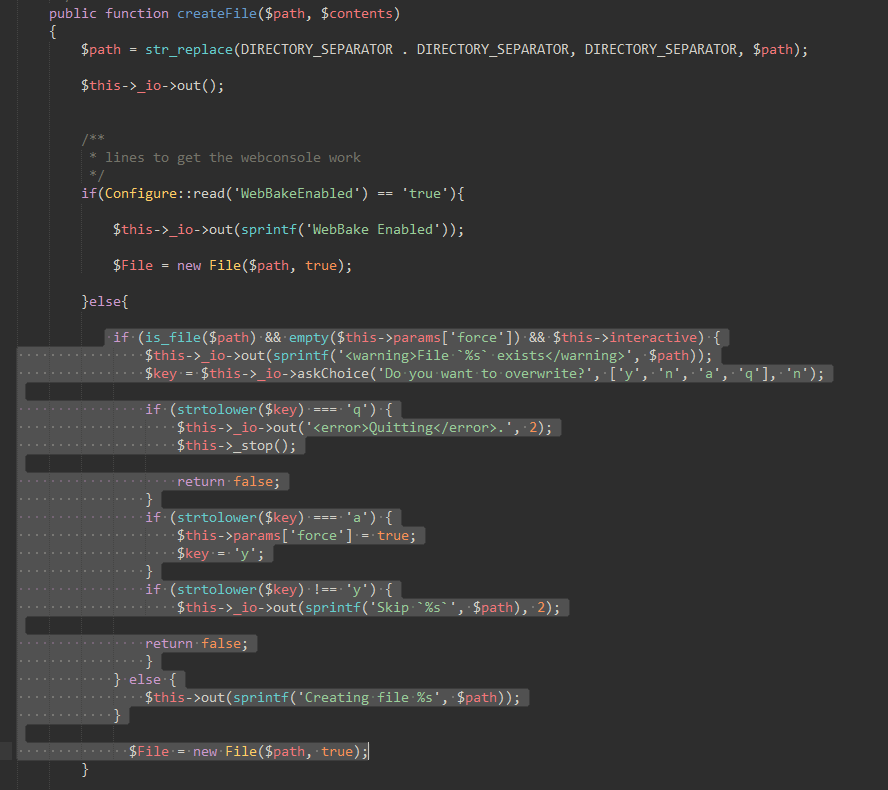 public function createFile($path, $contents)
{
$path = str_replace(DIRECTORY_SEPARATOR . DIRECTORY_SEPARATOR, DIRECTORY_SEPARATOR, $path);
$this->_io->out();
/**
* lines to get the webconsole work
*/
if(Configure::read('WebBakeEnabled') == 'true'){
$this->_io->out(sprintf('WebBake Enabled'));
$File = new File($path, true);
}else{
if (is_file($path) && empty($this->params['force']) && $this->interactive) {
$this->_io->out(sprintf('<warning>File `%s` exists</warning>', $path));
$key = $this->_io->askChoice('Do you want to overwrite?', ['y', 'n', 'a', 'q'], 'n');
if (strtolower($key) === 'q') {
$this->_io->out('<error>Quitting</error>.', 2);
$this->_stop();
return false;
}
if (strtolower($key) === 'a') {
$this->params['force'] = true;
$key = 'y';
}
if (strtolower($key) !== 'y') {
$this->_io->out(sprintf('Skip `%s`', $path), 2);
return false;
}
} else {
$this->out(sprintf('Creating file %s', $path));
}
$File = new File($path, true);
}